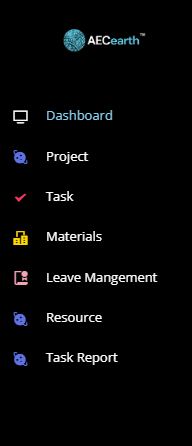 AECearth™
Dashboard
Project
Task
Materials
Leave Mangement
Resource
Task Report